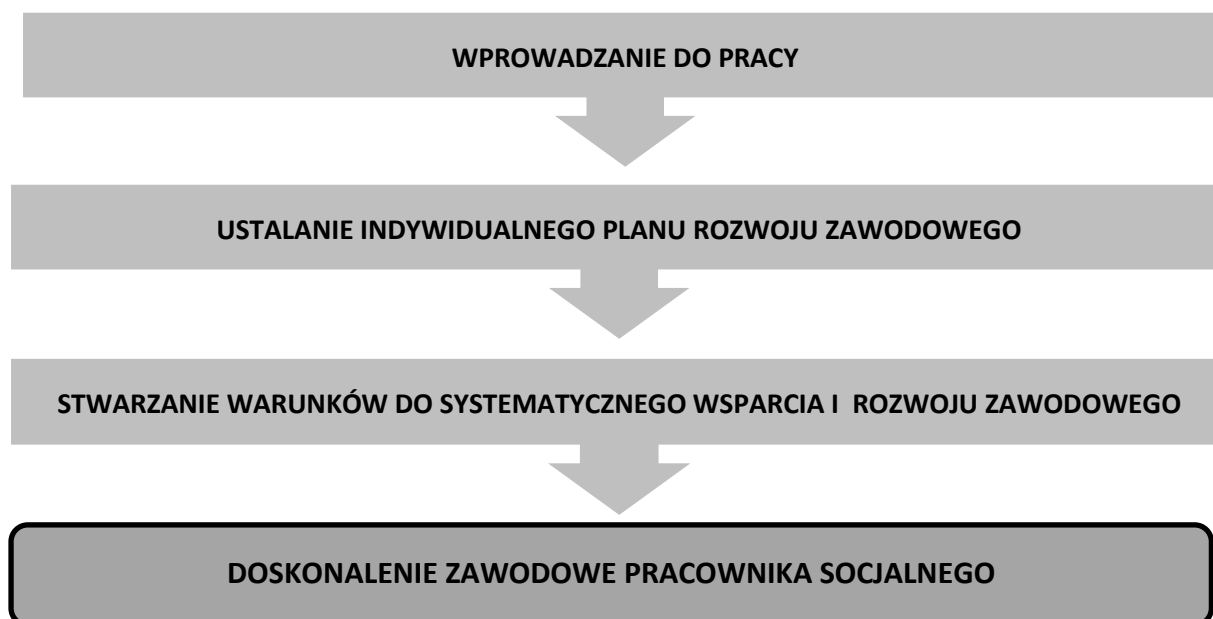 WPROWADZANIE DO PRACY
USTALANIE INDYWIDUALNEGO PLANU ROZWOJU ZAWODOWEGO
STWARZANIE WARUNKÓW DO SYSTEMATYCZNEGO WSPARCIA I ROZWOJU ZAWODOWEGO
DOSKONALENIE ZAWODOWE PRACOWNIKA SOCJALNEGO